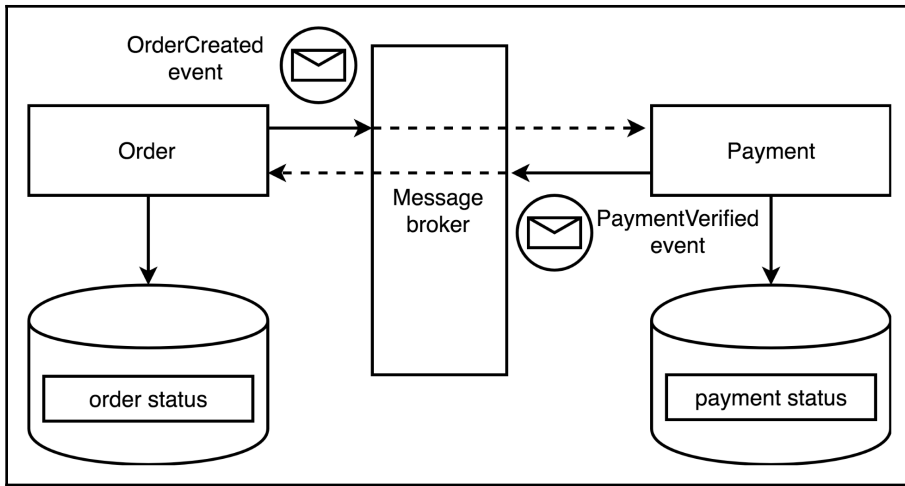 OrderCreated
event
Order
Payment
Message
broker
PaymentVerified
event
order status
payment status